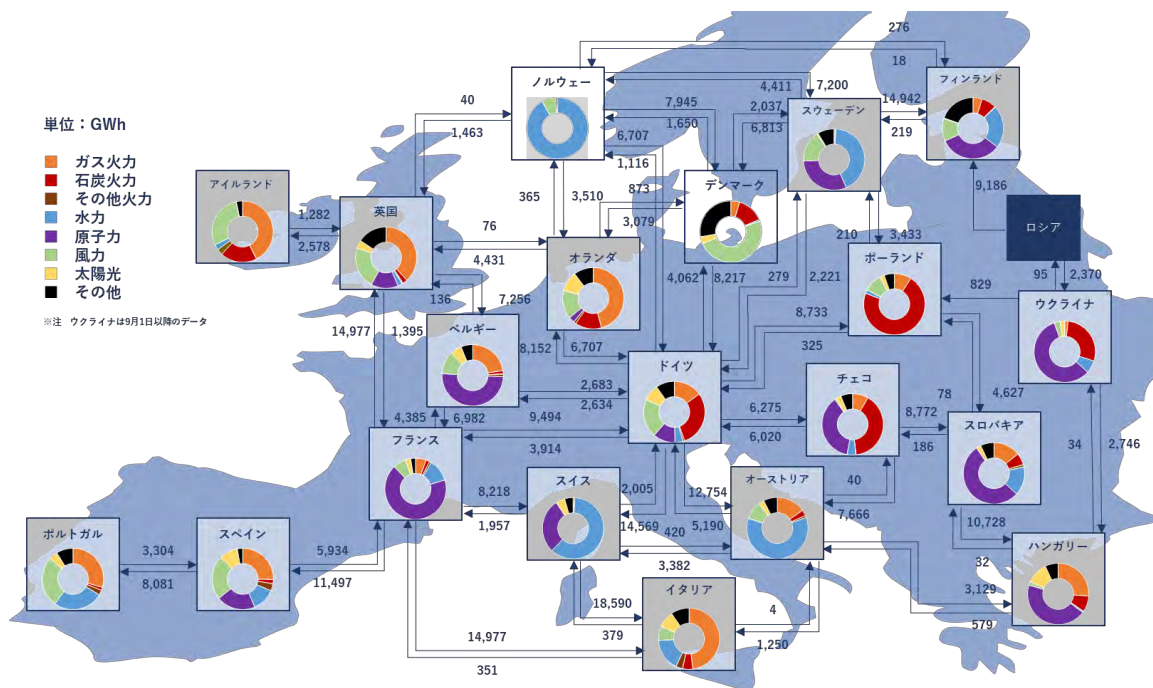 276
18
ノルウェー
フィンランド
4,411
7,200
14,942
40
7,945
2,037
スウェーデン
1,463
1,650
6,813
219
6,707
単位：GWh
1,116
ガス火力
石炭火力
その他火力
水力
原子力
風力
太陽光
その他
※注　ウクライナは9月1日以降のデータ
アイルランド
英国
365
3,510
873
デンマーク
9,186
1,282
2,578
3,079
ロシア
76
オランダ
210
3,433
ポーランド
4,431
4,062
8,217
279
2,221
95
2,370
136
7,256
829
ウクライナ
14,977
1,395
ベルギー
8,733
8,152
6,707
325
ドイツ
チェコ
2,683
2,634
78
4,627
6,275
8,772
スロバキア
4,385
6,982
9,494
6,020
186
34
2,746
フランス
3,914
スイス
2,005
12,754
オーストリア
40
8,218
1,957
14,569
420
5,190
7,666
10,728
ポルトガル
スペイン
ハンガリー
3,304
5,934
3,382
32
8,081
11,497
3,129
イタリア
18,590
4
579
14,977
379
1,250
351